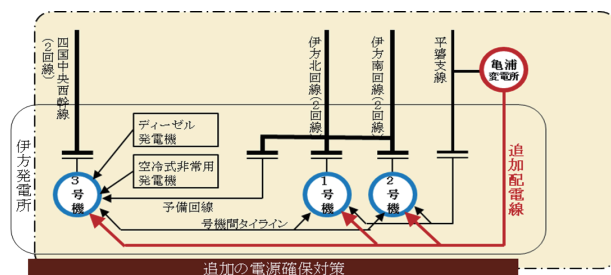 四国中央西幹線
(2回線)
伊方北回線(2回線)
伊方南回線(2回線)
平碆支線
亀浦
変電所
伊方発電所
ディーゼル
発電機
空冷式非常用
発電機
追加配電線
3号機
1号機
2号機
予備回線
号機間タイライン
追加の電源確保対策